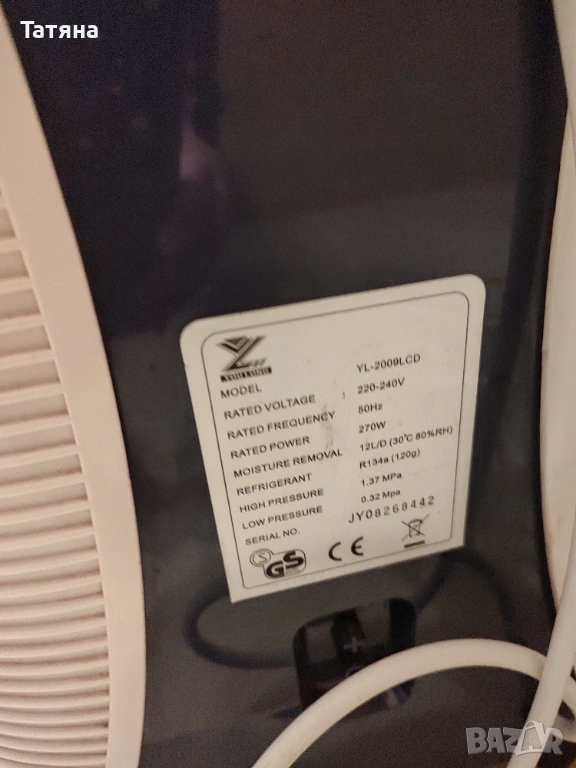 Татяна
YOULONG
MODEL YL-2009LCD
RATED VOLTAGE 220-240V
RATED FREQUENCY 50Hz
RATED POWER 270W
MOISTURE REMOVAL 12L/D (30℃ 80%RH)
REFRIGERANT R134a (120g)
HIGH PRESSURE 1.37 MPa
LOW PRESSURE 0.32 Mpa
SERIAL NO. JY08268442
S GS CE
BAZAR